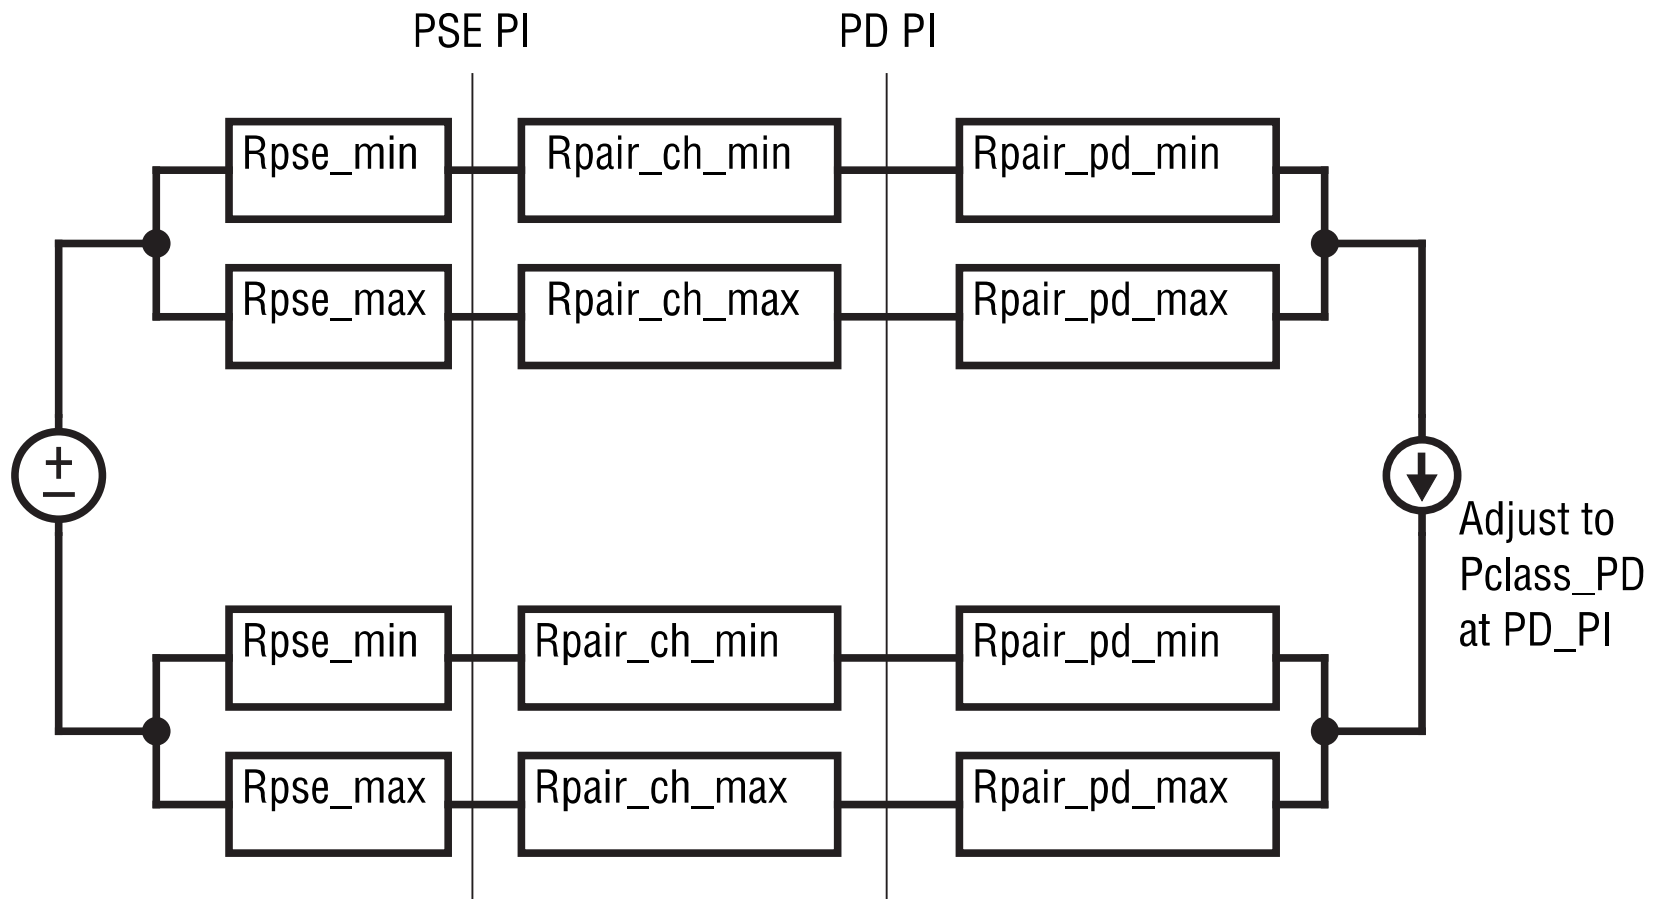 PSE PI
PD PI
Rpse_min
Rpair_ch_min
Rpair_pd_min
Rpse_max
Rpair_ch_max
Rpair_pd_max
+
−
Adjust to
Pclass_PD
at PD_PI
Rpse_min
Rpair_ch_min
Rpair_pd_min
Rpse_max
Rpair_ch_max
Rpair_pd_max